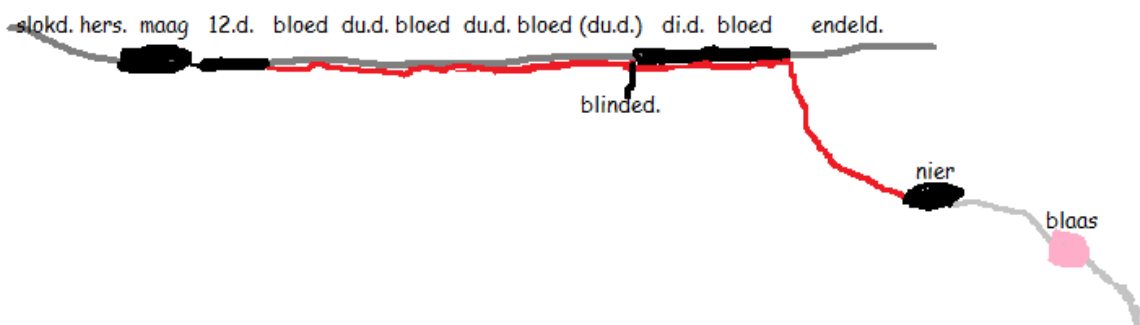 slokd. hers. maag 12.d. bloed du.d. bloed du.d. bloed (du.d.) di.d. bloed endeld.
blinded.
nier
blaas